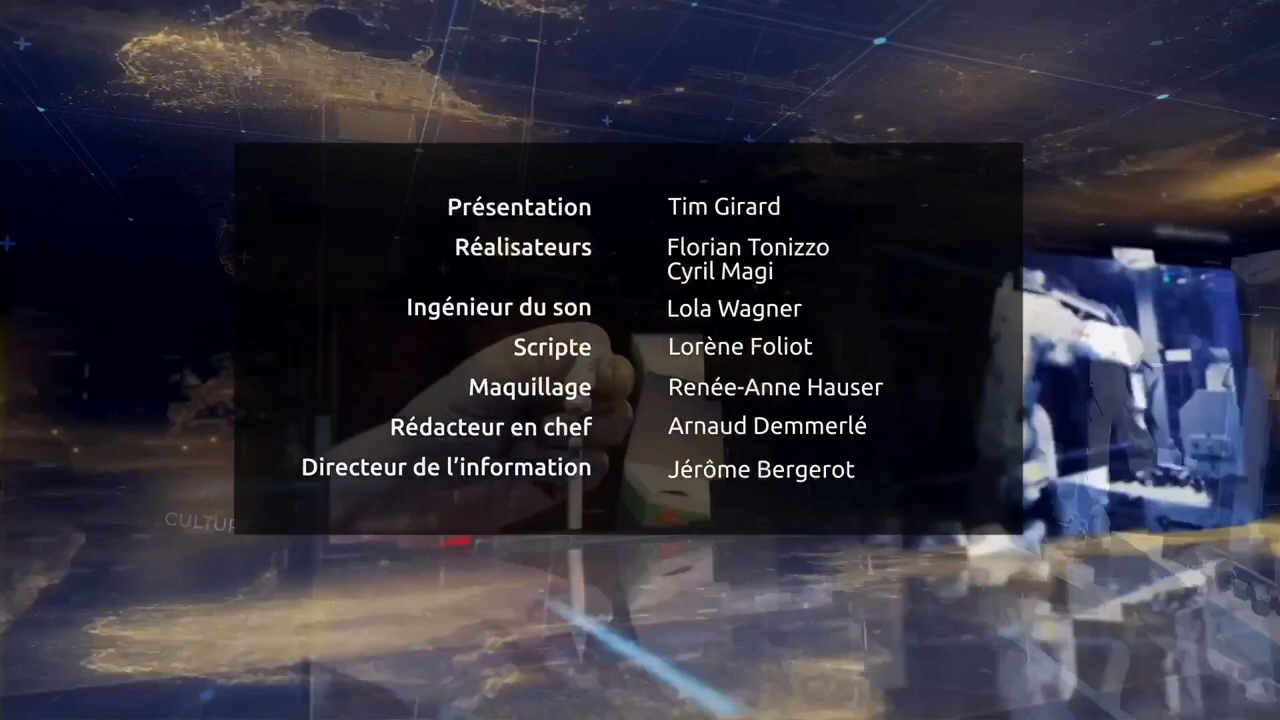 Présentation Tim Girard
Réalisateurs Florian Tonizzo
Cyril Magi
Ingénieur du son Lola Wagner
Scripte Lorène Foliot
Maquillage Renée-Anne Hauser
Rédacteur en chef Arnaud Demmerlé
Directeur de l’information Jérôme Bergerot
CULTUR